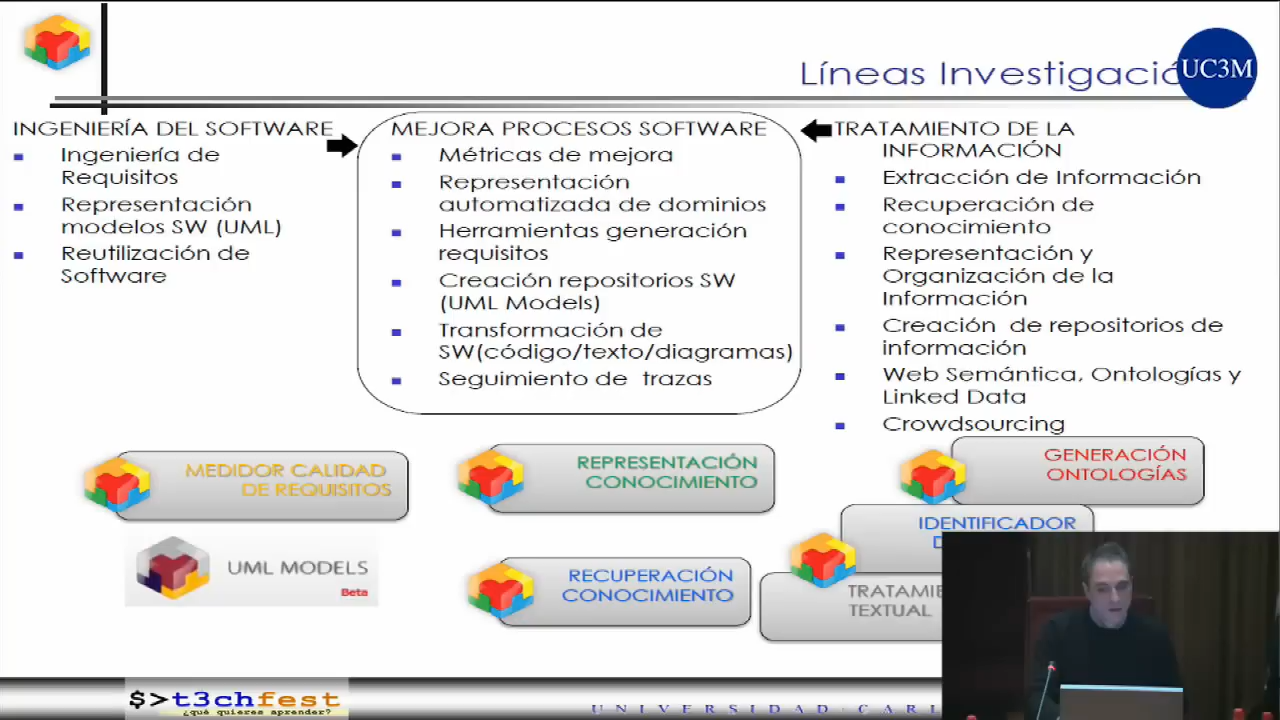 Líneas Investigació
UC3M
INGENIERÍA DEL SOFTWARE
Ingeniería de
Requisitos
Representación
modelos SW (UML)
Reutilización de
Software
MEJORA PROCESOS SOFTWARE
Métricas de mejora
Representación
automatizada de dominios
Herramientas generación
requisitos
Creación repositorios SW
(UML Models)
Transformación de
SW(código/texto/diagramas)
Seguimiento de trazas
TRATAMIENTO DE LA
INFORMACIÓN
Extracción de Información
Recuperación de
conocimiento
Representación y
Organización de la
Información
Creación de repositorios de
información
Web Semántica, Ontologías y
Linked Data
Crowdsourcing
MEDIDOR CALIDAD
DE REQUISITOS
UML MODELS
Beta
REPRESENTACIÓN
CONOCIMIENTO
RECUPERACIÓN
CONOCIMIENTO
GENERACIÓN
ONTOLOGÍAS
IDENTIFICADOR
TEXTUAL
$>t3chfest
¿qué quieres aprender?
UNIVERSIDAD